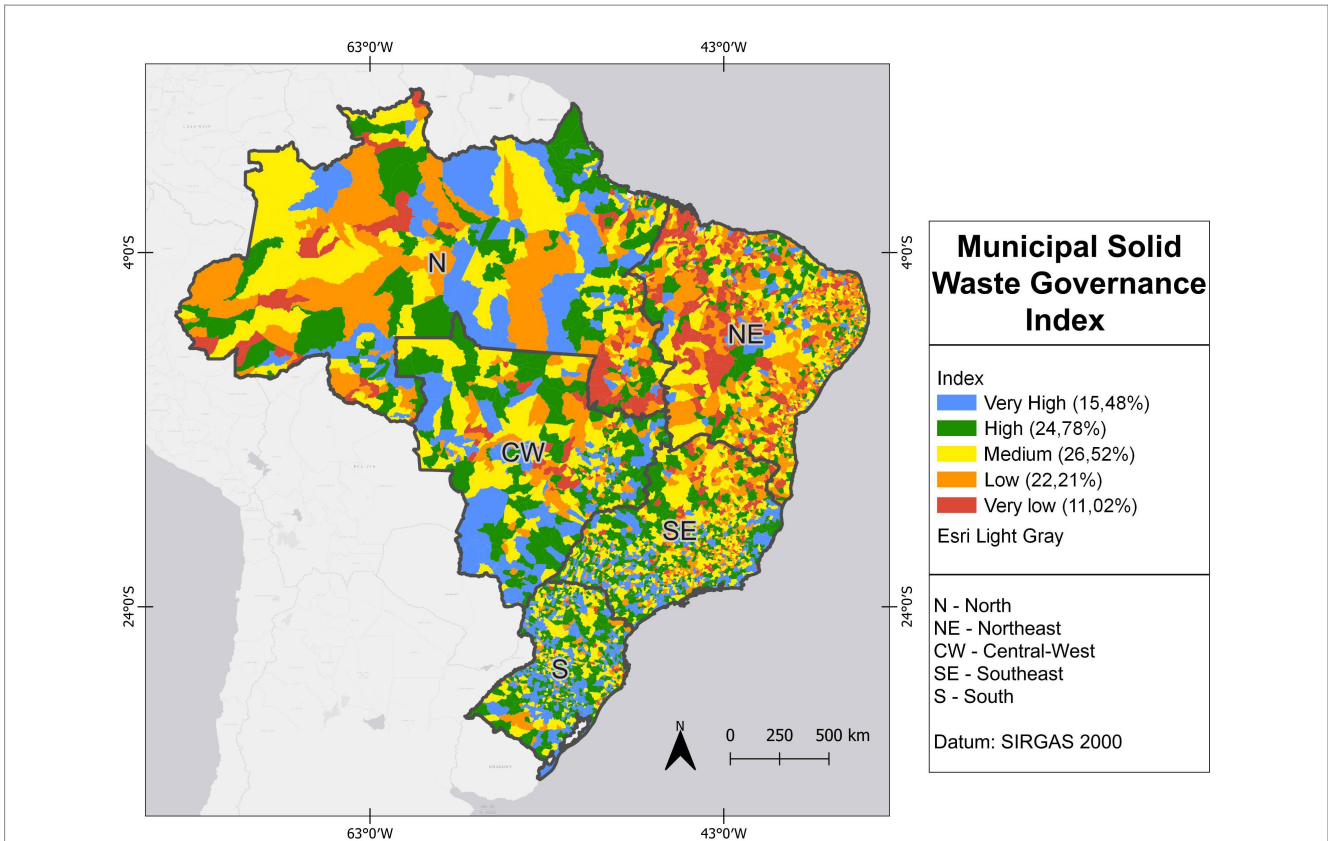 63°0'W
43°0'W
4°0'S
4°0'S
24°0'S
24°0'S
63°0'W
43°0'W
N
NE
CW
SE
S
N
0 250 500 km
Municipal Solid
Waste Governance
Index
Index
Very High (15,48%)
High (24,78%)
Medium (26,52%)
Low (22,21%)
Very low (11,02%)
Esri Light Gray
N - North
NE - Northeast
CW - Central-West
SE - Southeast
S - South
Datum: SIRGAS 2000